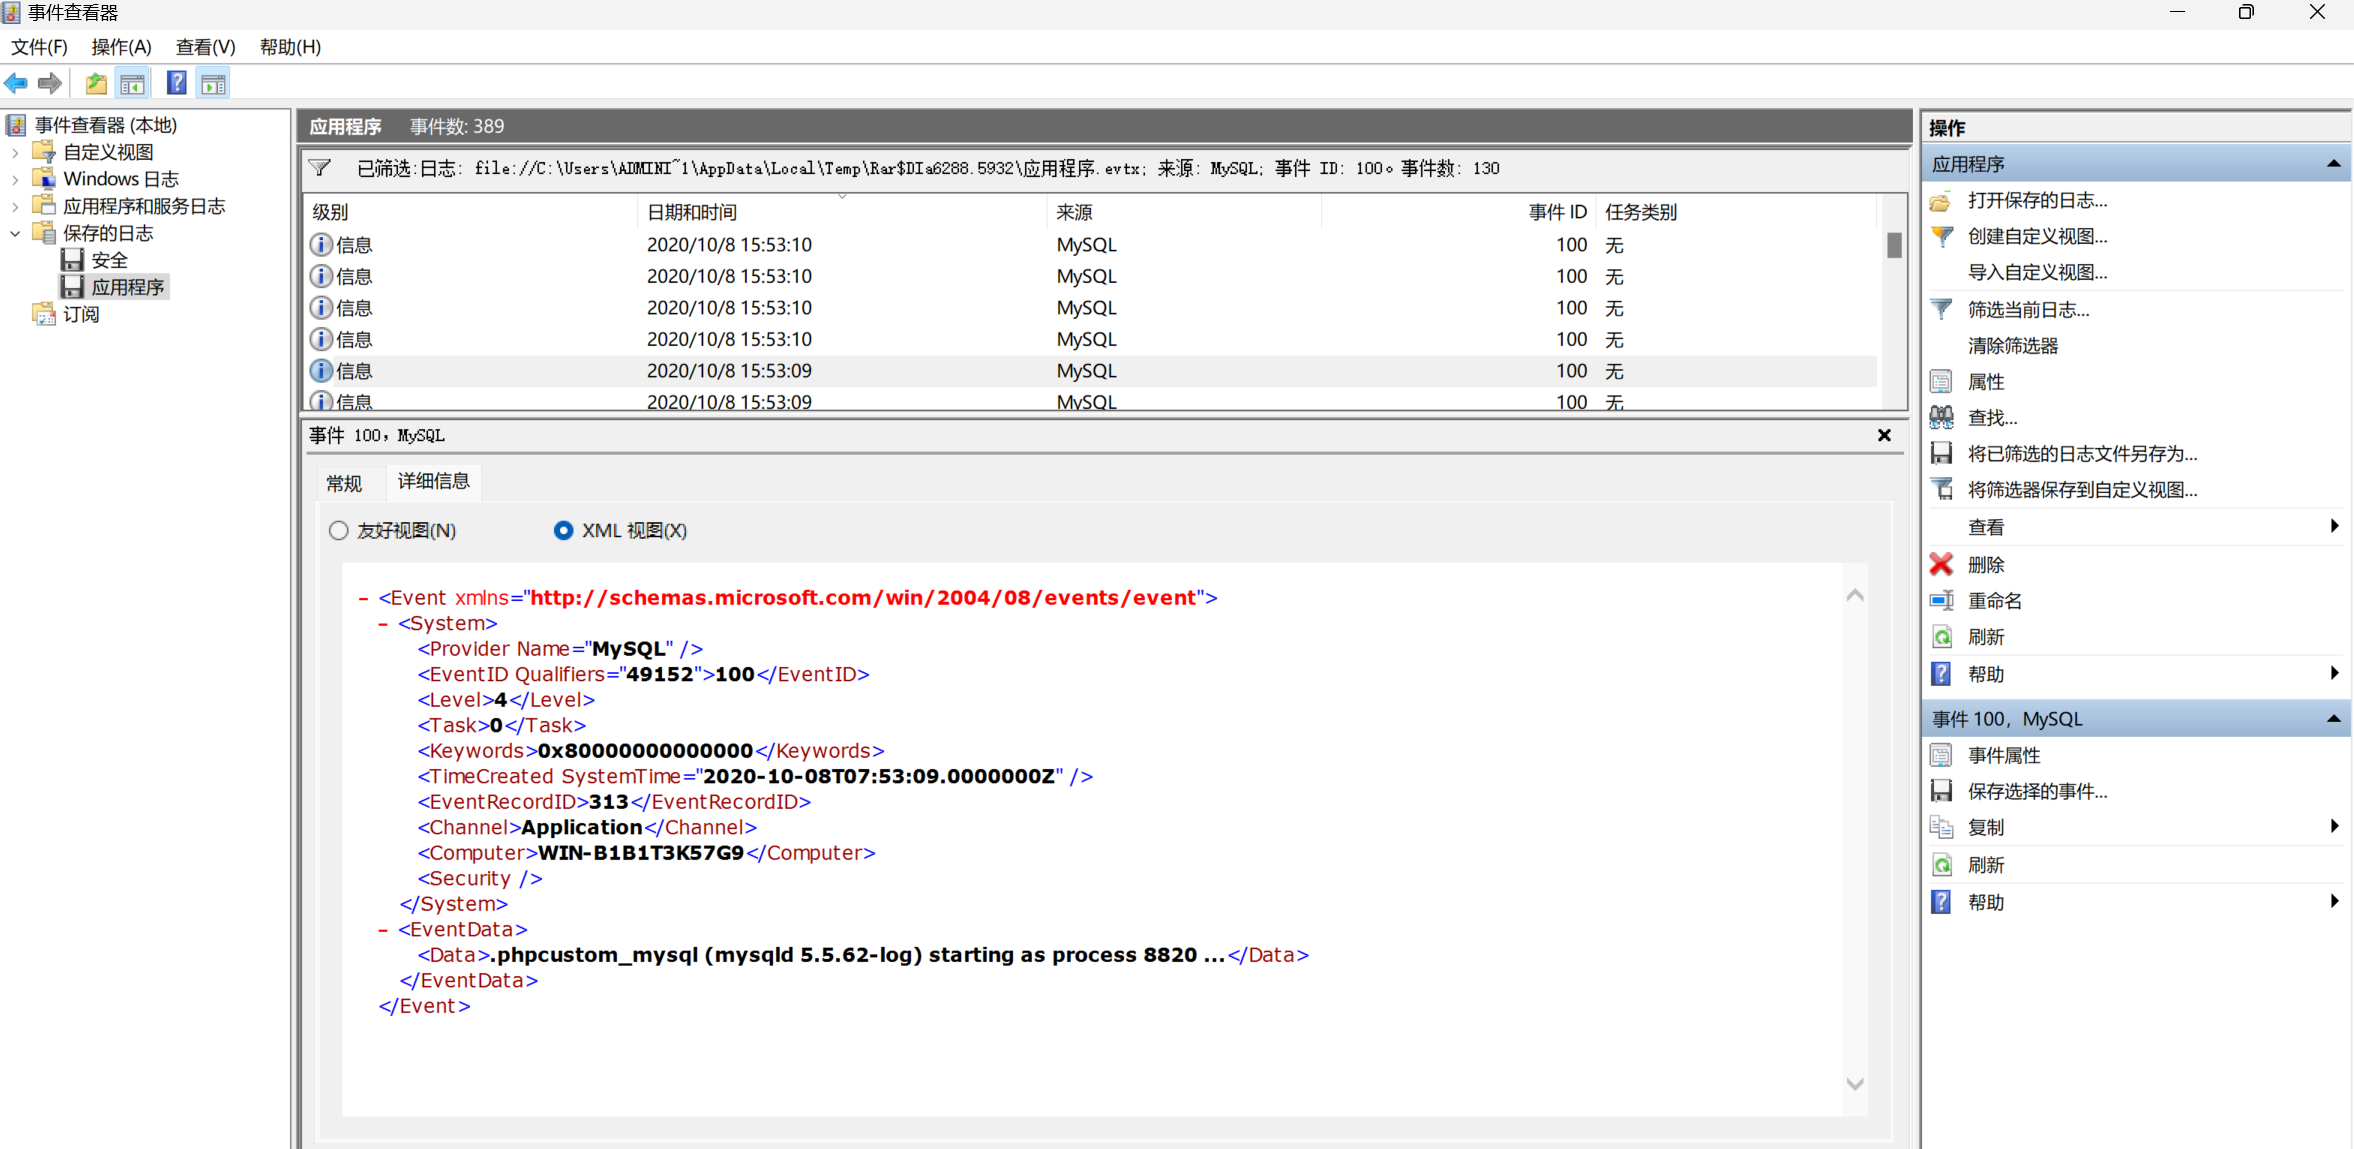 事件查看器
文件(F) 操作(A) 查看(V) 帮助(H)
事件查看器 (本地)
自定义视图
Windows 日志
应用程序和服务日志
保存的日志
安全
应用程序
订阅
应用程序 事件数: 389
已筛选:日志: file://C:\Users\ADMINI~1\AppData\Local\Temp\Rar$DIa6288.5932\应用程序.evtx; 来源: MySQL; 事件 ID: 100。事件数: 130
级别 日期和时间 来源 事件 ID 任务类别
信息 2020/10/8 15:53:10 MySQL 100 无
信息 2020/10/8 15:53:10 MySQL 100 无
信息 2020/10/8 15:53:10 MySQL 100 无
信息 2020/10/8 15:53:10 MySQL 100 无
信息 2020/10/8 15:53:09 MySQL 100 无
信息 2020/10/8 15:53:09 MySQL 100 无
事件 100，MySQL
常规 详细信息
友好视图(N) XML 视图(X)
- <Event xmlns="http://schemas.microsoft.com/win/2004/08/events/event">
- <System>
<Provider Name="MySQL" />
<EventID Qualifiers="49152">100</EventID>
<Level>4</Level>
<Task>0</Task>
<Keywords>0x80000000000000</Keywords>
<TimeCreated SystemTime="2020-10-08T07:53:09.0000000Z" />
<EventRecordID>313</EventRecordID>
<Channel>Application</Channel>
<Computer>WIN-B1B1T3K57G9</Computer>
<Security />
</System>
- <EventData>
<Data>.phpcustom_mysql (mysqld 5.5.62-log) starting as process 8820 ...</Data>
</EventData>
</Event>
操作
应用程序
打开保存的日志...
创建自定义视图...
导入自定义视图...
筛选当前日志...
清除筛选器
属性
查找...
将已筛选的日志文件另存为...
将筛选器保存到自定义视图...
查看
删除
重命名
刷新
帮助
事件 100，MySQL
事件属性
保存选择的事件...
复制
刷新
帮助